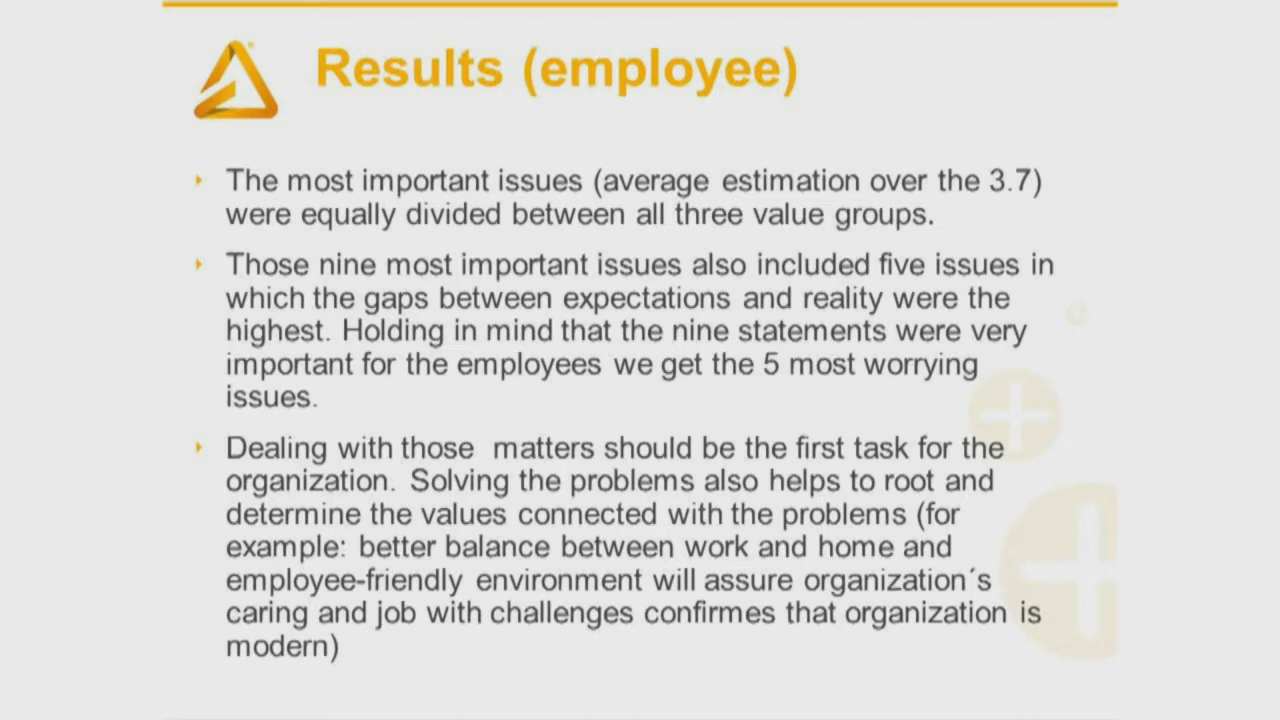 Results (employee)
The most important issues (average estimation over the 3.7)
were equally divided between all three value groups.
Those nine most important issues also included five issues in
which the gaps between expectations and reality were the
highest. Holding in mind that the nine statements were very
important for the employees we get the 5 most worrying
issues.
Dealing with those  matters should be the first task for the
organization.  Solving the problems also helps to root and
determine the values connected with the problems (for
example: better balance between work and home and
employee-friendly environment will assure organization´s
caring and job with challenges confirmes that organization is
modern)